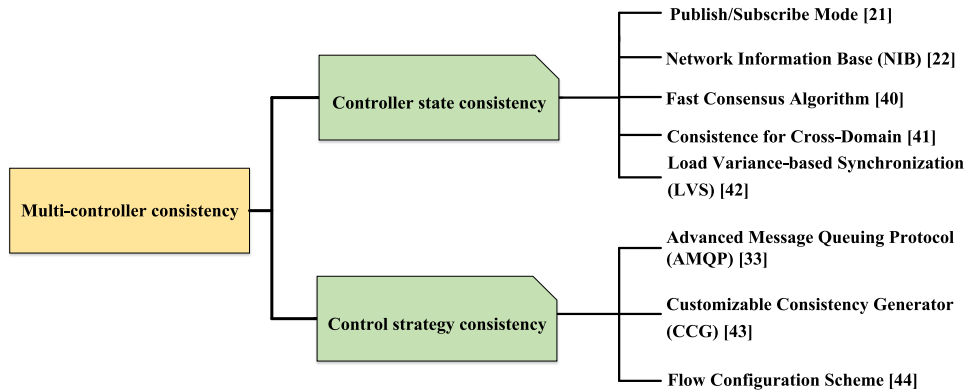 Publish/Subscribe Mode [21]
Network Information Base (NIB) [22]
Controller state consistency
Fast Consensus Algorithm [40]
Consistence for Cross-Domain [41]
Load Variance-based Synchronization
(LVS) [42]
Multi-controller consistency
Advanced Message Queuing Protocol
(AMQP) [33]
Control strategy consistency
Customizable Consistency Generator
(CCG) [43]
Flow Configuration Scheme [44]